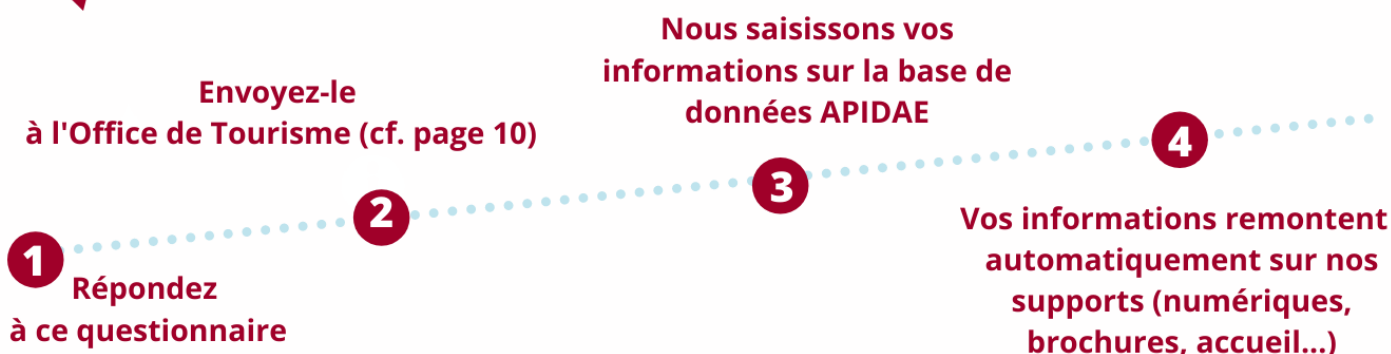 1
Répondez
à ce questionnaire
Envoyez-le
à l'Office de Tourisme (cf. page 10)
2
Nous saisissons vos
informations sur la base de
données APIDAE
3
4
Vos informations remontent
automatiquement sur nos
supports (numériques,
brochures, accueil...)